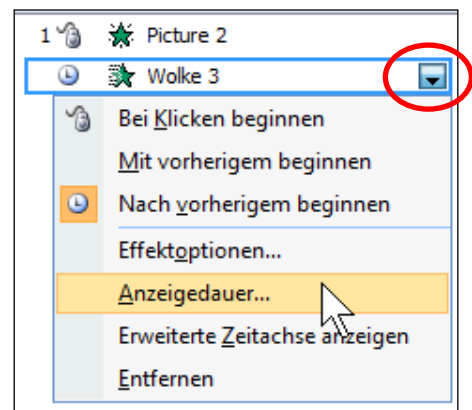 1 Picture 2
Wolke 3
Bei Klicken beginnen
Mit vorherigem beginnen
Nach vorherigem beginnen
Effektoptionen...
Anzeigedauer...
Erweiterte Zeitachse anzeigen
Entfernen